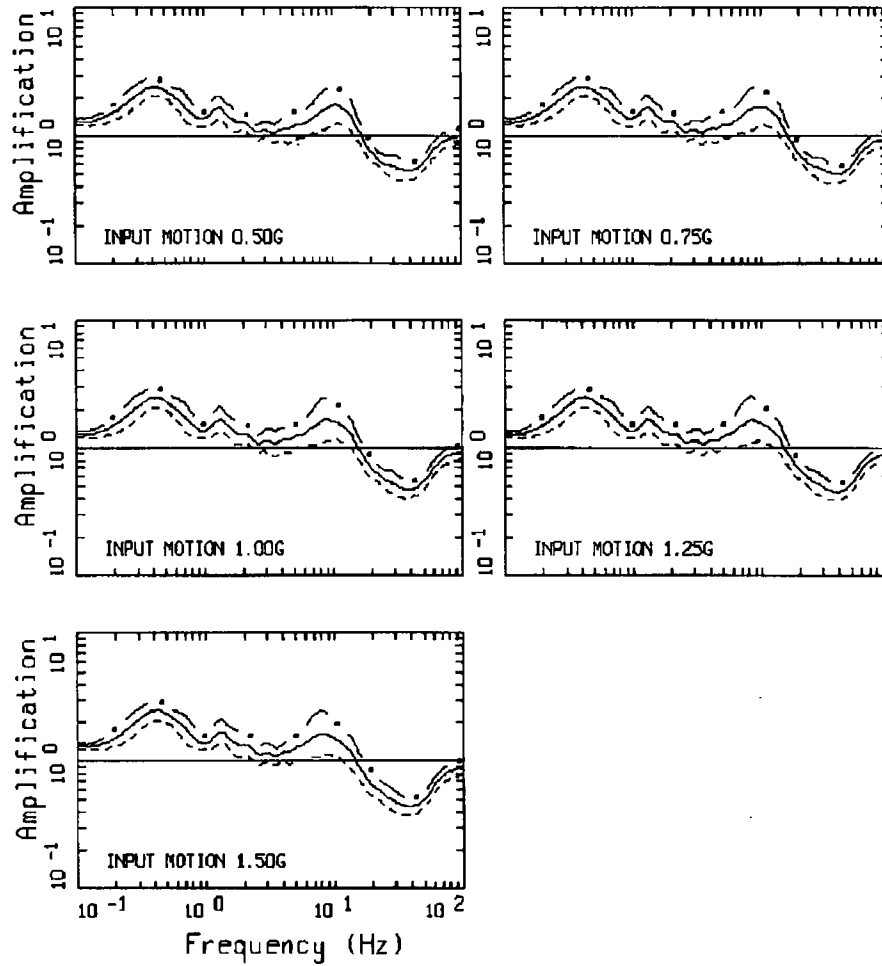 Amplification
10 1
10 0
10 -1
INPUT MOTION 0.50G
10 1
10 0
10 -1
INPUT MOTION 0.75G
Amplification
10 1
10 0
10 -1
INPUT MOTION 1.00G
10 1
10 0
10 -1
INPUT MOTION 1.25G
Amplification
10 1
10 0
10 -1
INPUT MOTION 1.50G
10 -1
10 0
10 1
10 2
Frequency (Hz)